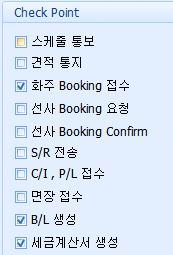 Check Point
스케줄 통보
견적 통지
화주 Booking 접수
선사 Booking 요청
선사 Booking Confirm
S/R 전송
C/I , P/L 접수
면장 접수
B/L 생성
세금계산서 생성